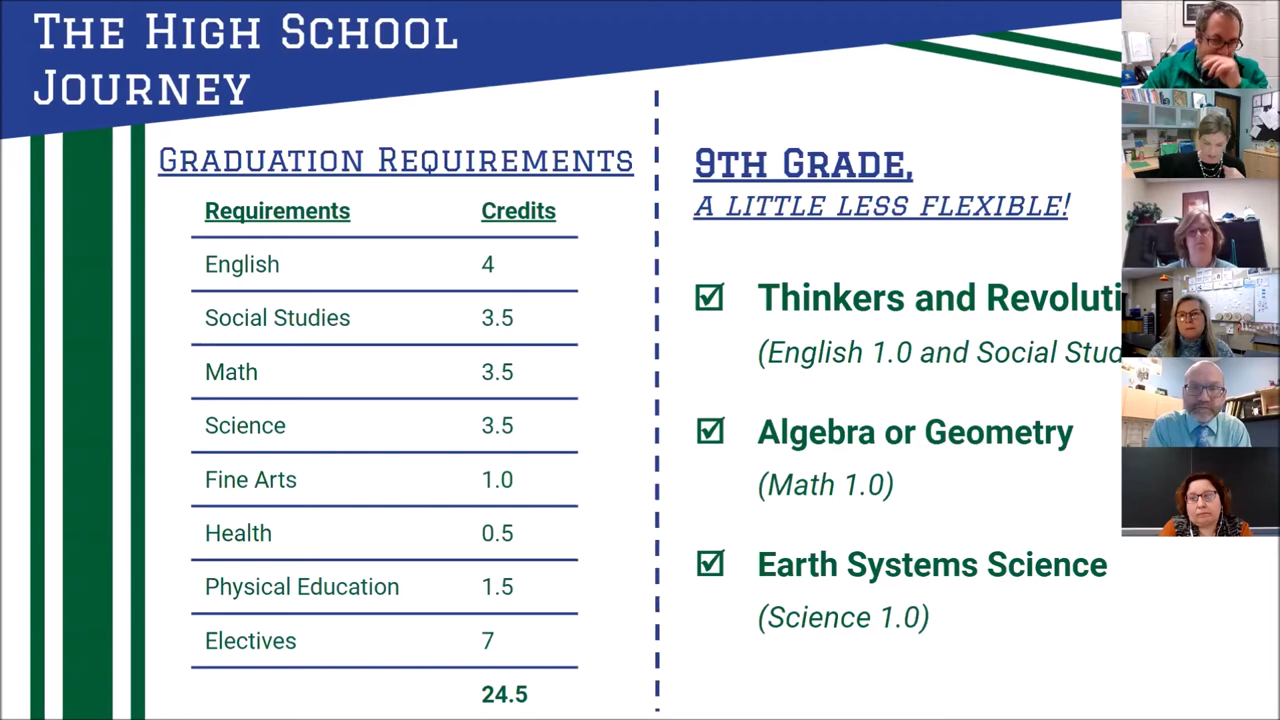 The High School
Journey
Graduation Requirements
Requirements Credits
English 4
Social Studies 3.5
Math 3.5
Science 3.5
Fine Arts 1.0
Health 0.5
Physical Education 1.5
Electives 7
24.5
9th Grade,
a little less flexible!
Thinkers and
(English 1.0 and Social
Algebra or Geometry
(Math 1.0)
Earth Systems Science
(Science 1.0)